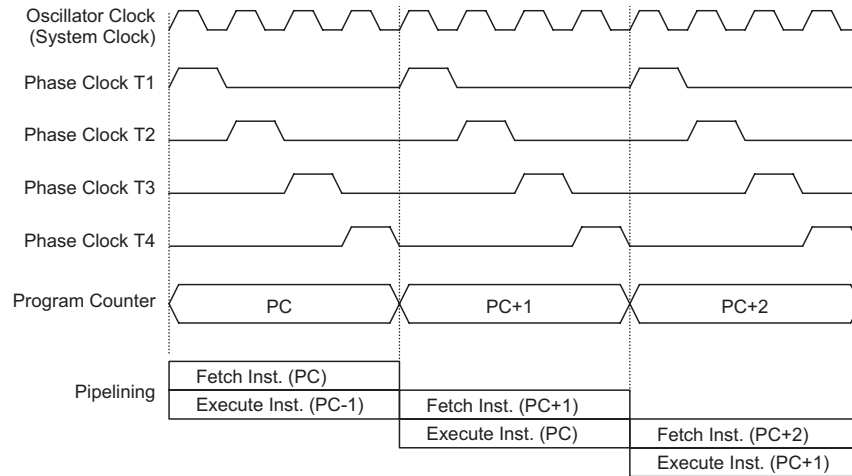 Oscillator Clock
(System Clock)
Phase Clock T1
Phase Clock T2
Phase Clock T3
Phase Clock T4
Program Counter
PC
PC+1
PC+2
Pipelining
Fetch Inst. (PC)
Execute Inst. (PC-1)
Fetch Inst. (PC+1)
Execute Inst. (PC)
Fetch Inst. (PC+2)
Execute Inst. (PC+1)